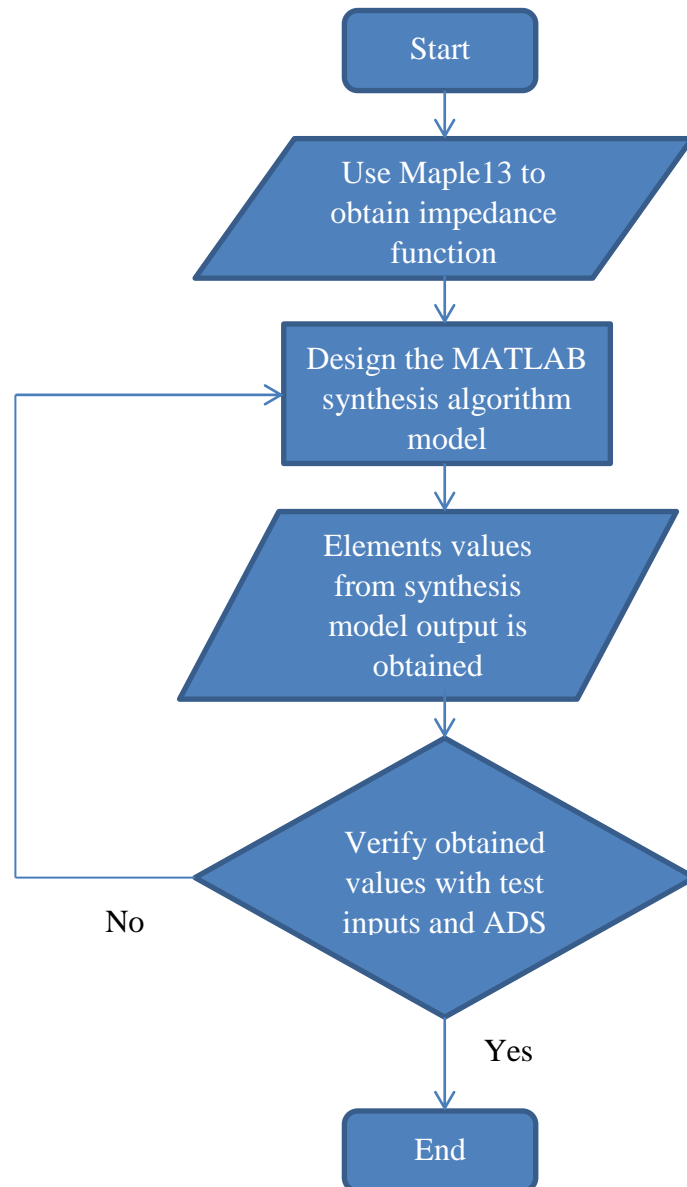 Start
Use Maple13 to
obtain impedance
function
Design the MATLAB
synthesis algorithm
model
Elements values
from synthesis
model output is
obtained
Verify obtained
values with test
inputs and ADS
No
Yes
End